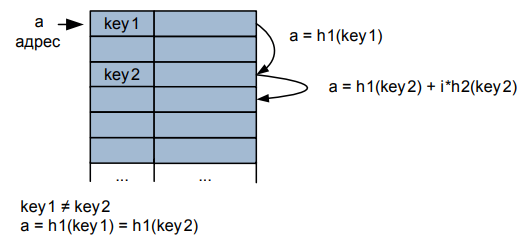 a
адрес
key1
a = h1(key1)
key2
a = h1(key2) + i*h2(key2)
... ...
key1 ≠ key2
a = h1(key1) = h1(key2)